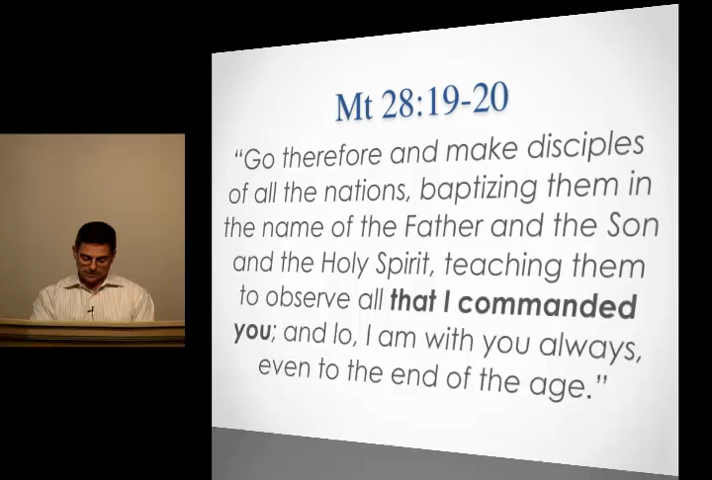 Mt 28:19-20
“Go therefore and make disciples
of all the nations, baptizing them in
the name of the Father and the Son
and the Holy Spirit, teaching them
to observe all that I commanded
you; and lo, I am with you always,
even to the end of the age.”